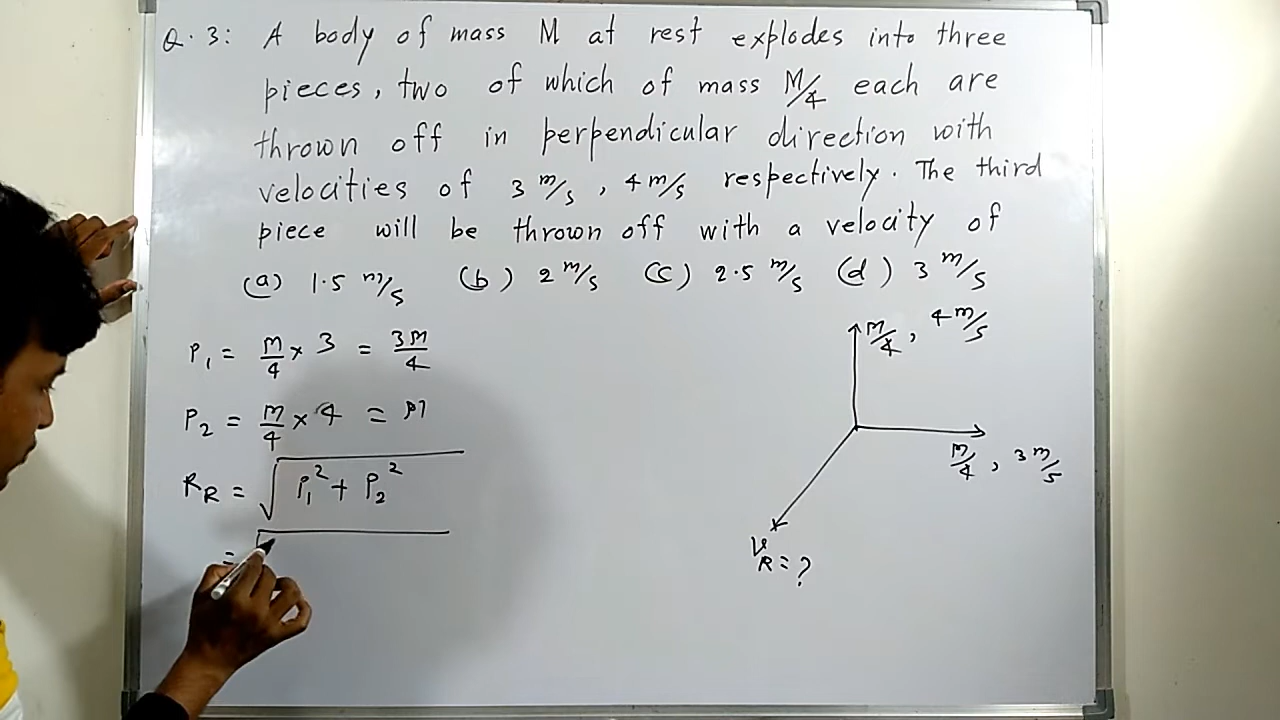 Q. 3: A body of mass M at rest explodes into three
pieces, two of which of mass M/4 each are
thrown off in perpendicular direction with
velocities of 3 m/s, 4 m/s respectively. The third
piece will be thrown off with a velocity of
(a) 1.5 m/s (b) 2 m/s (c) 2.5 m/s (d) 3 m/s
P₁ = M/4 × 3 = 3M/4
P₂ = M/4 × 4 = M
R_R = √(P₁² + P₂²)
= √
M/4, 4 m/s
M/4, 3 m/s
V_R = ?